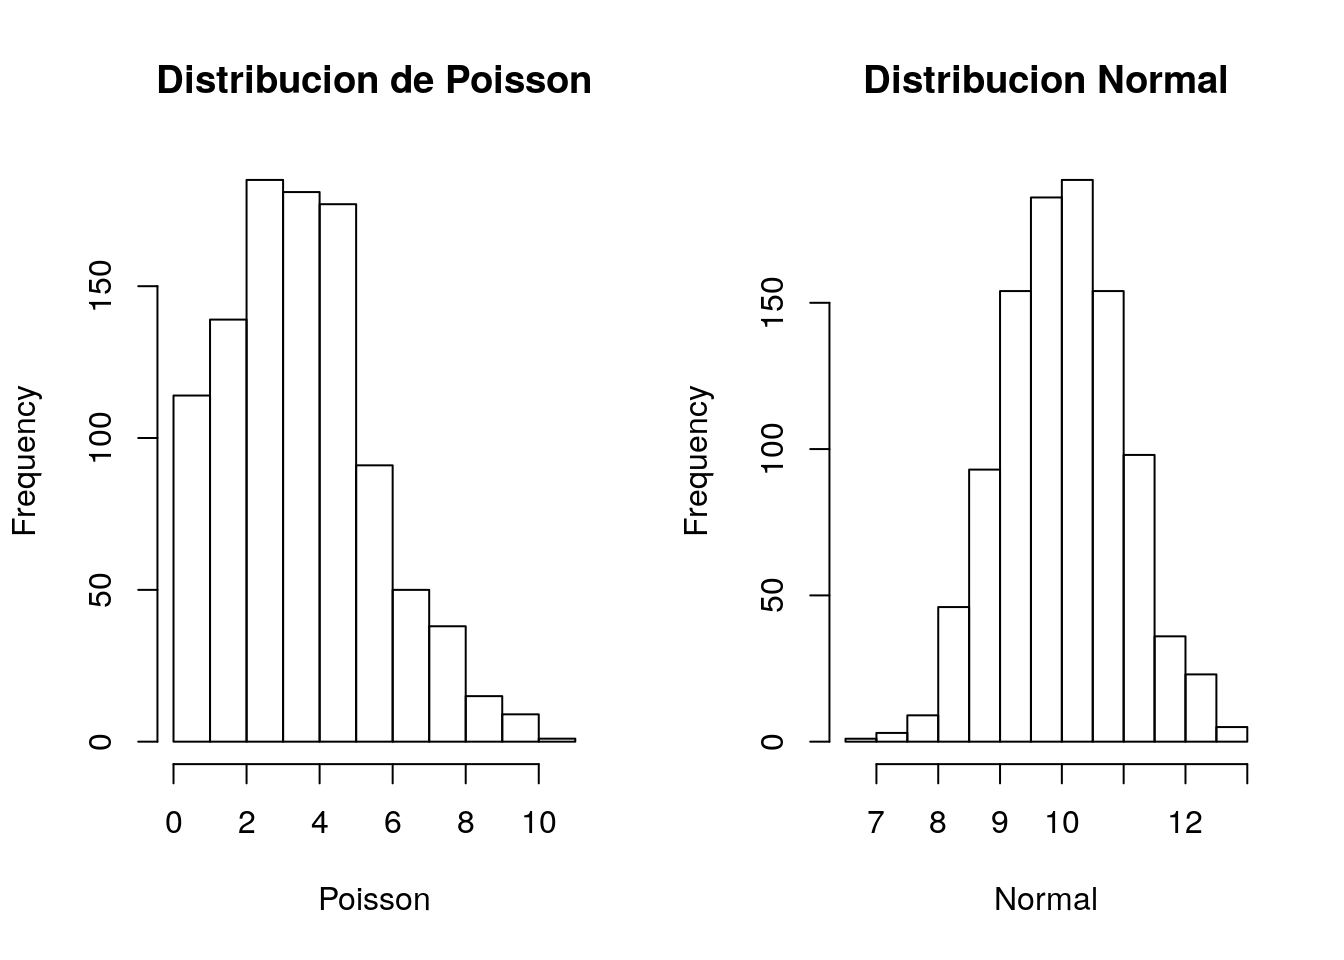 Distribucion de Poisson
Frequency
150
100
50
0
0 2 4 6 8 10
Poisson
Distribucion Normal
Frequency
150
100
50
0
7 8 9 10 12
Normal